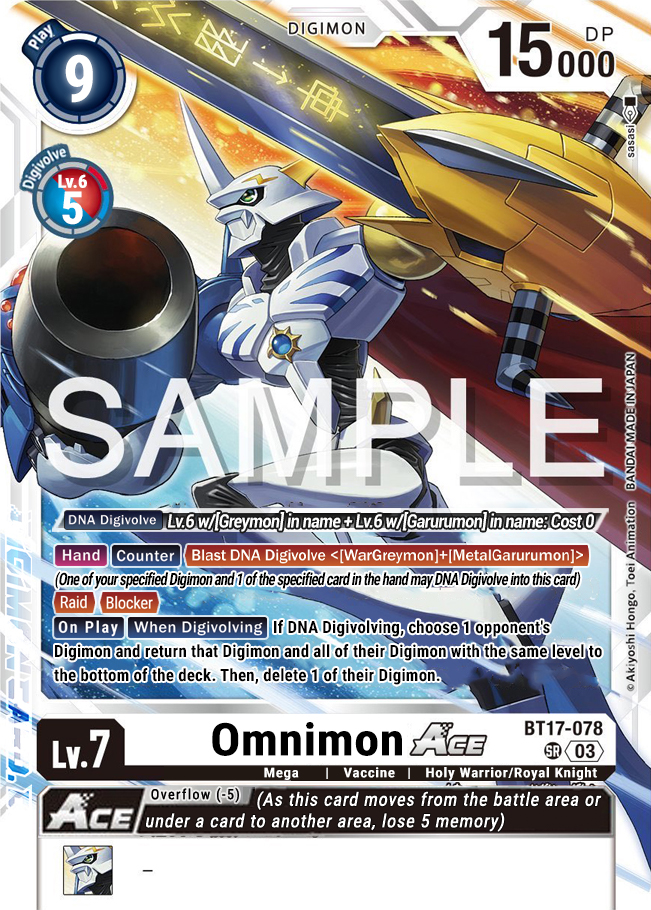 DIGIMON
Play
9
DP
15000
Digivolve
Lv.6
5
sasasi
SAMPLE
DNA Digivolve Lv.6 w/[Greymon] in name + Lv.6 w/[Garurumon] in name: Cost 0
Hand Counter Blast DNA Digivolve <[WarGreymon]+[MetalGarurumon]>
(One of your specified Digimon and 1 of the specified card in the hand may DNA Digivolve into this card)
Raid Blocker
On Play When Digivolving If DNA Digivolving, choose 1 opponent's
Digimon and return that Digimon and all of their Digimon with the same level to
the bottom of the deck. Then, delete 1 of their Digimon.
© Akiyoshi Hongo, Toei Animation BANDAI MADE IN JAPAN
Lv.7
Omnimon ACE
BT17-078
SR 03
Mega | Vaccine | Holy Warrior/Royal Knight
ACE
Overflow (-5) (As this card moves from the battle area or
under a card to another area, lose 5 memory)
–